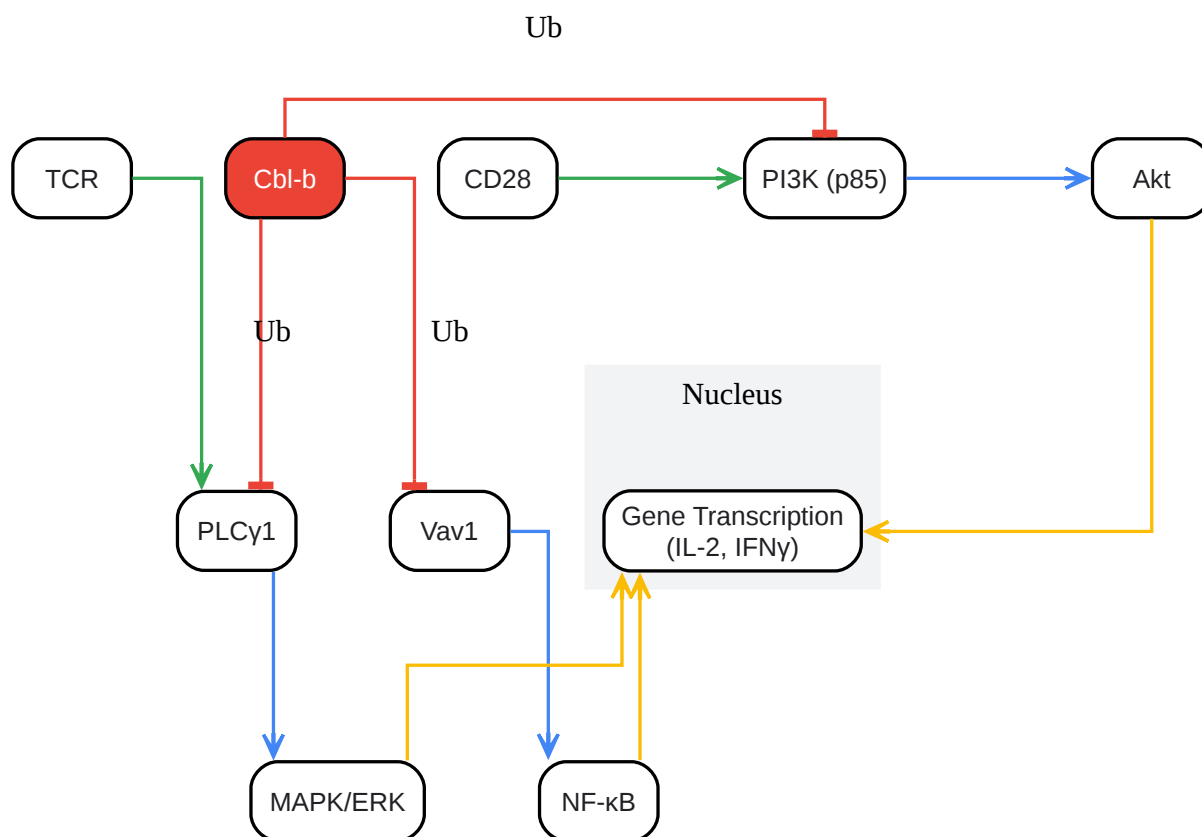 Ub
TCR
Cbl-b
CD28
PI3K (p85)
Akt
Ub
Ub
Nucleus
PLCγ1
Vav1
Gene Transcription
(IL-2, IFNγ)
MAPK/ERK
NF-κB